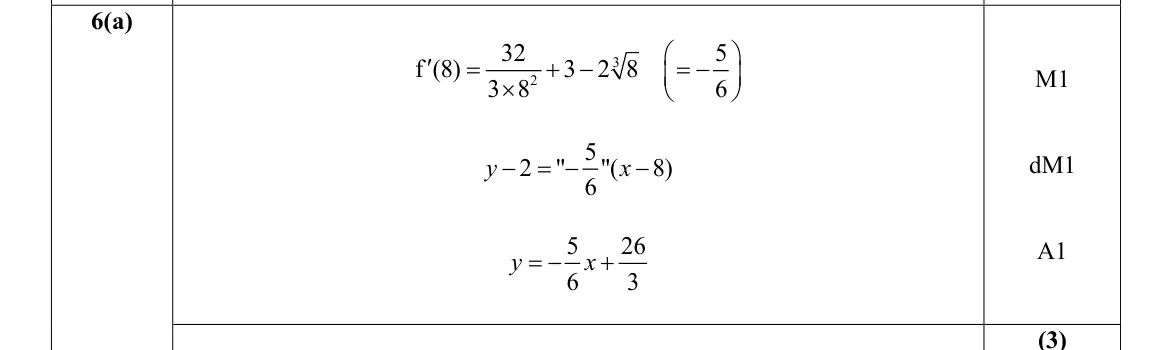 6(a)
f′(8) = 32/(3×8²) + 3 − 2∛8 (= −5/6) M1
y − 2 = "−5/6"(x − 8) dM1
y = −5/6 x + 26/3 A1
(3)